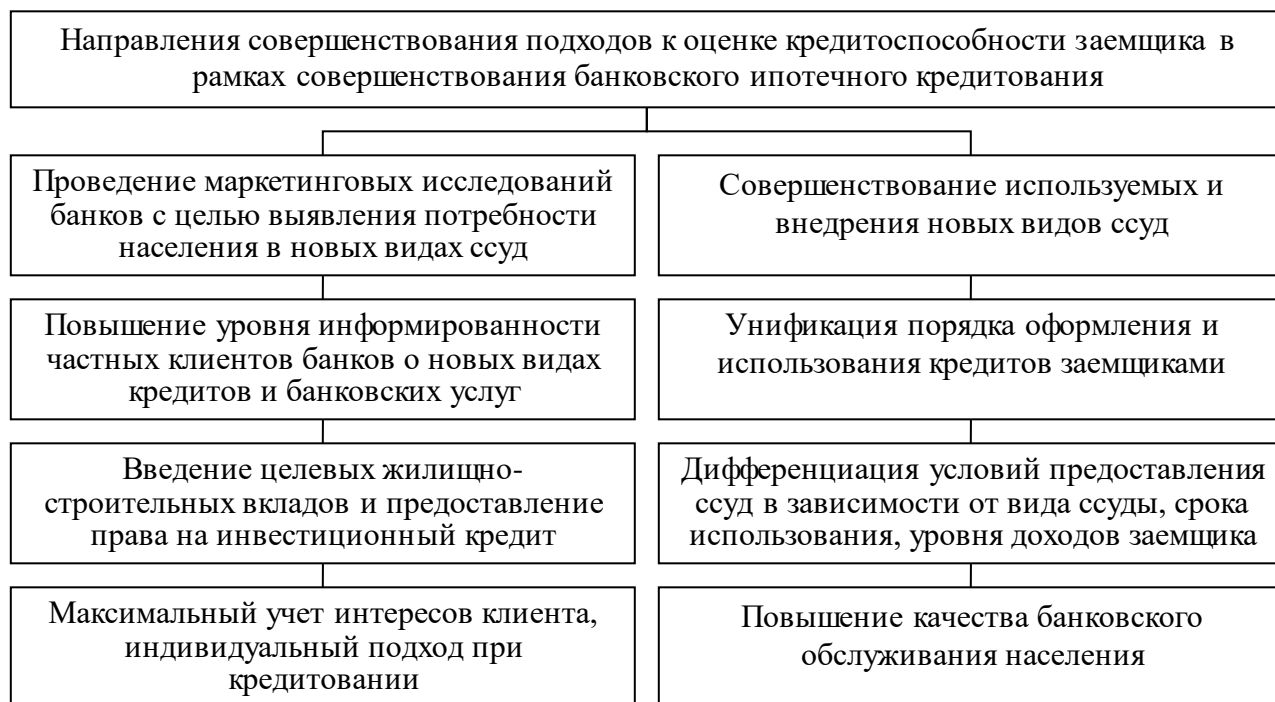 Направления совершенствования подходов к оценке кредитоспособности заемщика в
рамках совершенствования банковского ипотечного кредитования
Проведение маркетинговых исследований
банков с целью выявления потребности
населения в новых видах ссуд
Совершенствование используемых и
внедрения новых видов ссуд
Повышение уровня информированности
частных клиентов банков о новых видах
кредитов и банковских услуг
Унификация порядка оформления и
использования кредитов заемщиками
Введение целевых жилищно-
строительных вкладов и предоставление
права на инвестиционный кредит
Дифференциация условий предоставления
ссуд в зависимости от вида ссуды, срока
использования, уровня доходов заемщика
Максимальный учет интересов клиента,
индивидуальный подход при
кредитовании
Повышение качества банковского
обслуживания населения